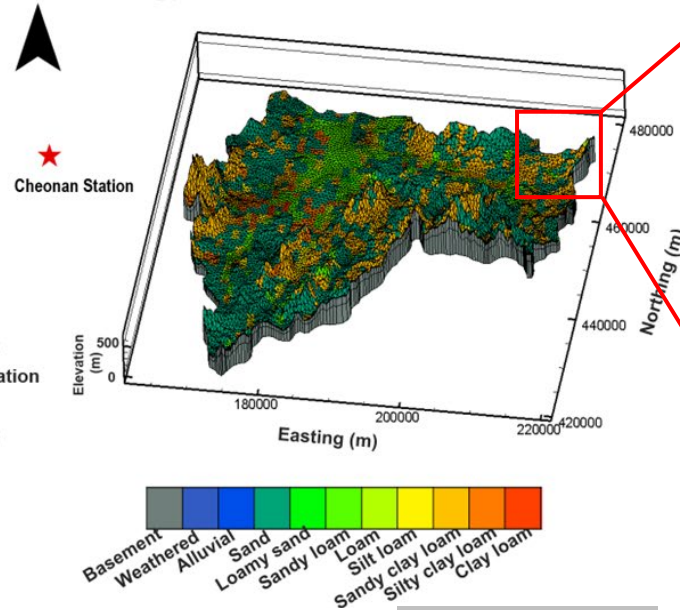 Cheonan Station
ation
Elevation
(m)
500
0
180000
200000
220000
Easting (m)
420000
440000
460000
480000
Northing (m)
Basement
Weathered
Alluvial
Sand
Loamy sand
Sandy loam
Loam
Silt loam
Sandy clay loam
Silty clay loam
Clay loam